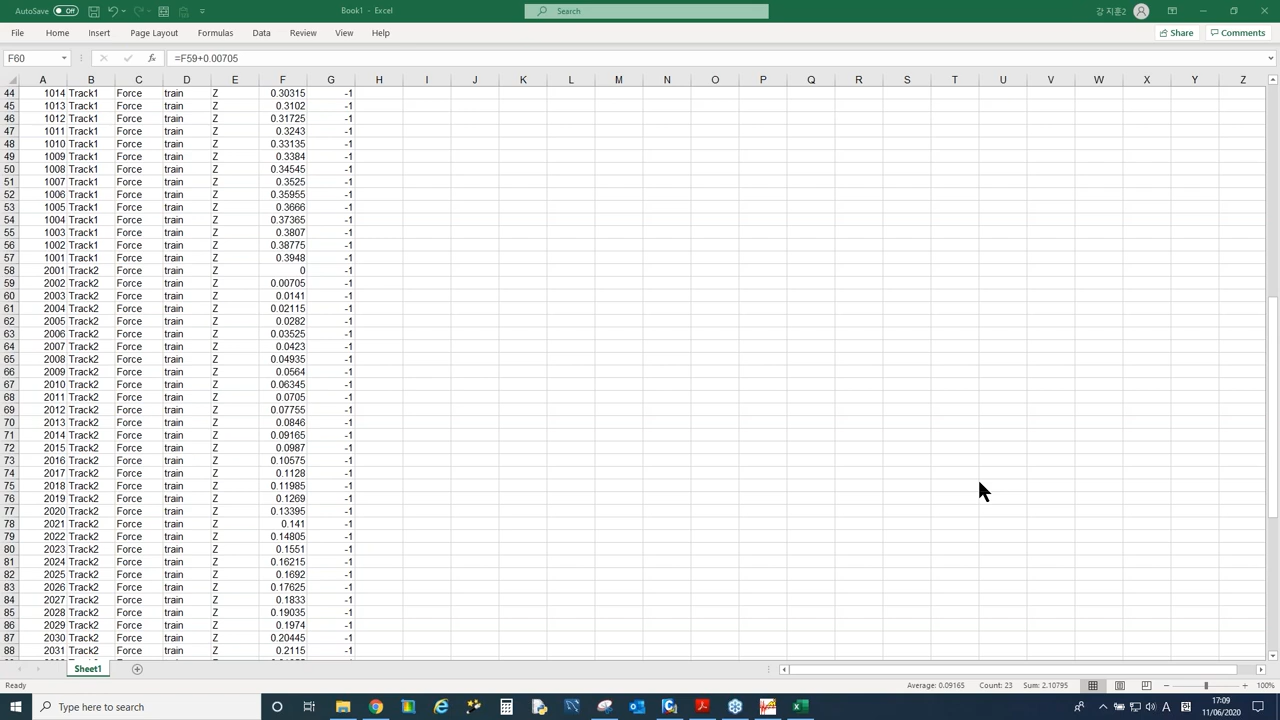 AutoSave Off Book1 - Excel Search 강 지훈2
File Home Insert Page Layout Formulas Data Review View Help Share Comments
F60 fx =F59+0.00705
A B C D E F G H I J K L M N O P Q R S T U V W X Y Z
44 1014 Track1 Force train Z 0.30315 -1
45 1013 Track1 Force train Z 0.3102 -1
46 1012 Track1 Force train Z 0.31725 -1
47 1011 Track1 Force train Z 0.3243 -1
48 1010 Track1 Force train Z 0.33135 -1
49 1009 Track1 Force train Z 0.3384 -1
50 1008 Track1 Force train Z 0.34545 -1
51 1007 Track1 Force train Z 0.3525 -1
52 1006 Track1 Force train Z 0.35955 -1
53 1005 Track1 Force train Z 0.3666 -1
54 1004 Track1 Force train Z 0.37365 -1
55 1003 Track1 Force train Z 0.3807 -1
56 1002 Track1 Force train Z 0.38775 -1
57 1001 Track1 Force train Z 0.3948 -1
58 2001 Track2 Force train Z 0 -1
59 2002 Track2 Force train Z 0.00705 -1
60 2003 Track2 Force train Z 0.0141 -1
61 2004 Track2 Force train Z 0.02115 -1
62 2005 Track2 Force train Z 0.0282 -1
63 2006 Track2 Force train Z 0.03525 -1
64 2007 Track2 Force train Z 0.0423 -1
65 2008 Track2 Force train Z 0.04935 -1
66 2009 Track2 Force train Z 0.0564 -1
67 2010 Track2 Force train Z 0.06345 -1
68 2011 Track2 Force train Z 0.0705 -1
69 2012 Track2 Force train Z 0.07755 -1
70 2013 Track2 Force train Z 0.0846 -1
71 2014 Track2 Force train Z 0.09165 -1
72 2015 Track2 Force train Z 0.0987 -1
73 2016 Track2 Force train Z 0.10575 -1
74 2017 Track2 Force train Z 0.1128 -1
75 2018 Track2 Force train Z 0.11985 -1
76 2019 Track2 Force train Z 0.1269 -1
77 2020 Track2 Force train Z 0.13395 -1
78 2021 Track2 Force train Z 0.141 -1
79 2022 Track2 Force train Z 0.14805 -1
80 2023 Track2 Force train Z 0.1551 -1
81 2024 Track2 Force train Z 0.16215 -1
82 2025 Track2 Force train Z 0.1692 -1
83 2026 Track2 Force train Z 0.17625 -1
84 2027 Track2 Force train Z 0.1833 -1
85 2028 Track2 Force train Z 0.19035 -1
86 2029 Track2 Force train Z 0.1974 -1
87 2030 Track2 Force train Z 0.20445 -1
88 2031 Track2 Force train Z 0.2115 -1
Sheet1
Ready Average: 0.09165 Count: 23 Sum: 2.10795 100%
Type here to search A 17:09
11/06/2020